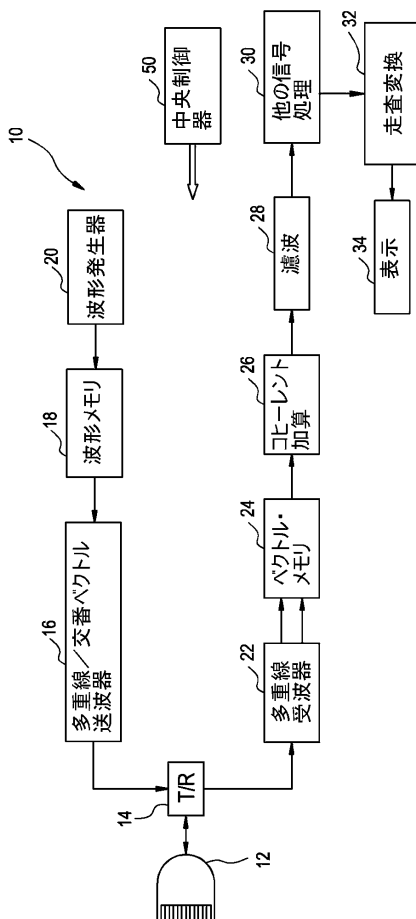 10
20
波形発生器
18
波形メモリ
16
多重線／交番ベクトル
送波器
14
T/R
12
22
多重線
受波器
24
ベクトル・
メモリ
26
コヒーレント
加算
28
濾波
30
他の信号
処理
32
走査変換
34
表示
50
中央制御
器